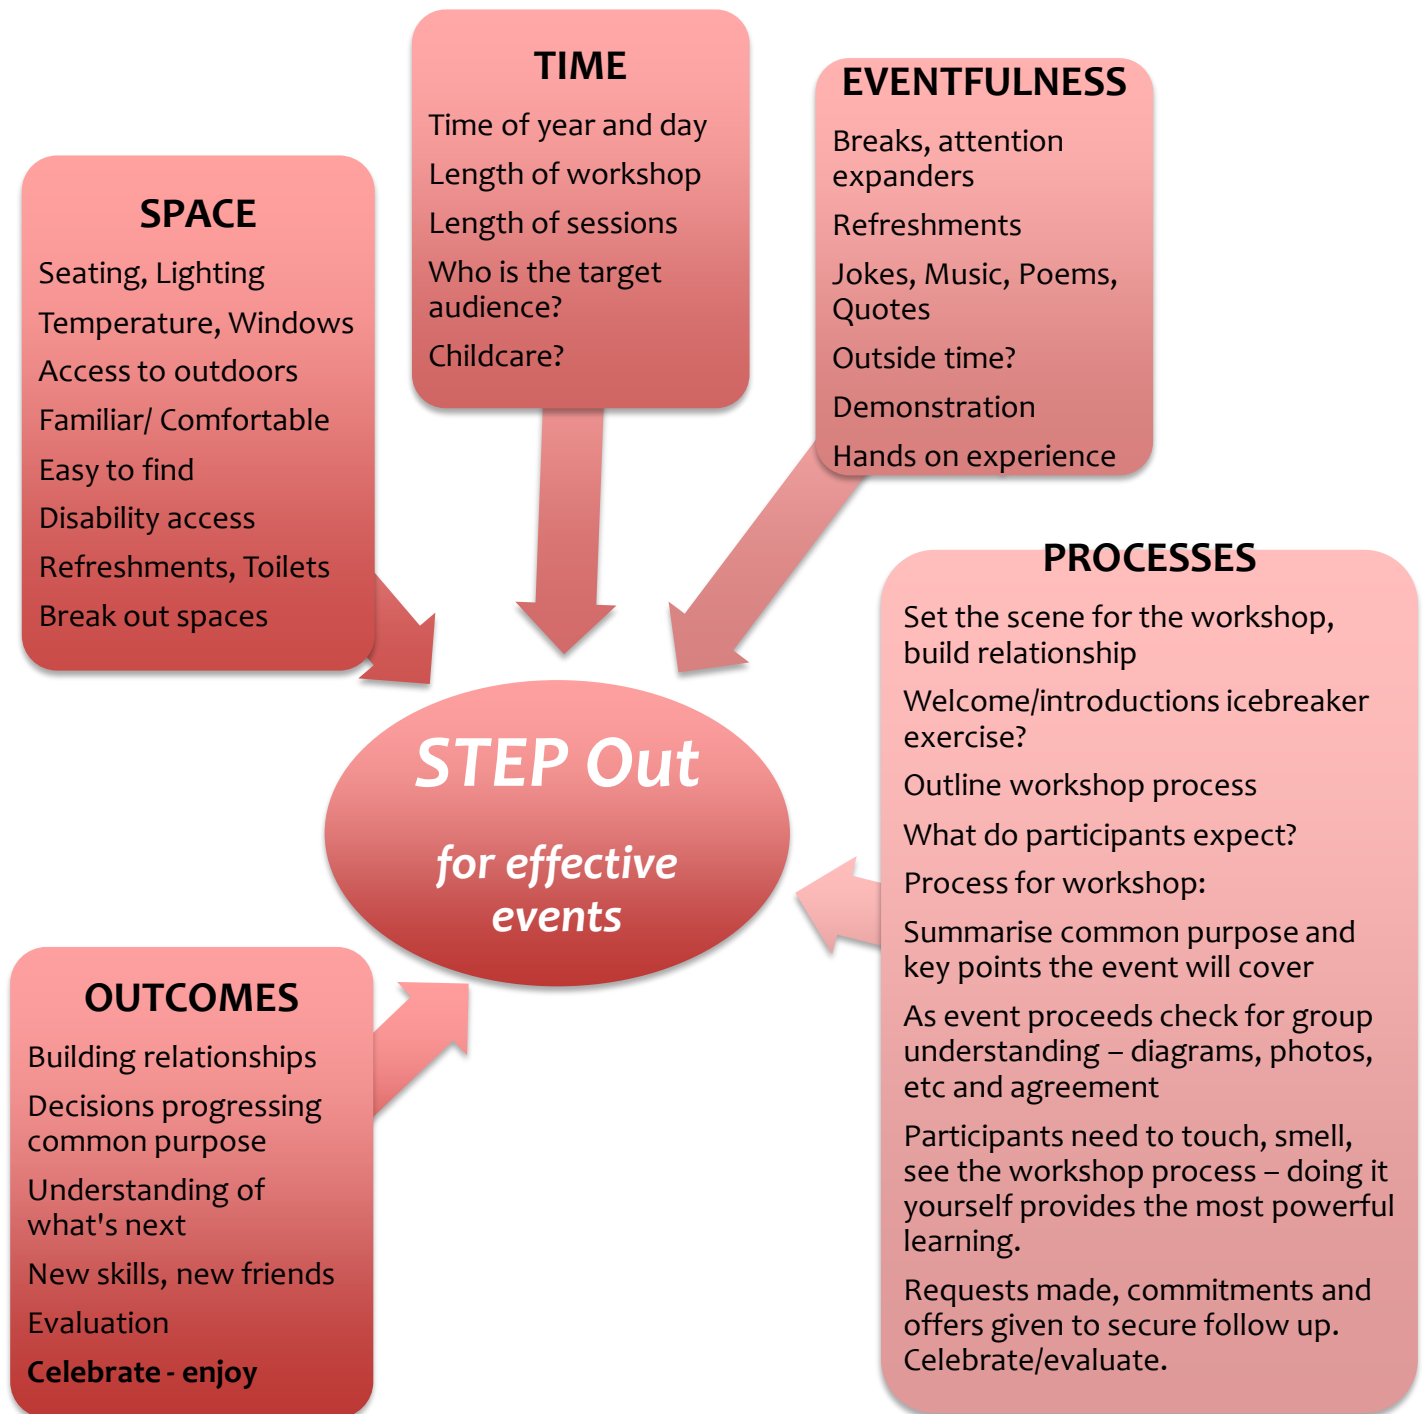 SPACE
Seating, Lighting
Temperature, Windows
Access to outdoors
Familiar/ Comfortable
Easy to find
Disability access
Refreshments, Toilets
Break out spaces
TIME
Time of year and day
Length of workshop
Length of sessions
Who is the target
audience?
Childcare?
EVENTFULNESS
Breaks, attention
expanders
Refreshments
Jokes, Music, Poems,
Quotes
Outside time?
Demonstration
Hands on experience
PROCESSES
Set the scene for the workshop,
build relationship
Welcome/introductions icebreaker
exercise?
Outline workshop process
What do participants expect?
Process for workshop:
Summarise common purpose and
key points the event will cover
As event proceeds check for group
understanding – diagrams, photos,
etc and agreement
Participants need to touch, smell,
see the workshop process – doing it
yourself provides the most powerful
learning.
Requests made, commitments and
offers given to secure follow up.
Celebrate/evaluate.
STEP Out
for effective
events
OUTCOMES
Building relationships
Decisions progressing
common purpose
Understanding of
what's next
New skills, new friends
Evaluation
Celebrate - enjoy